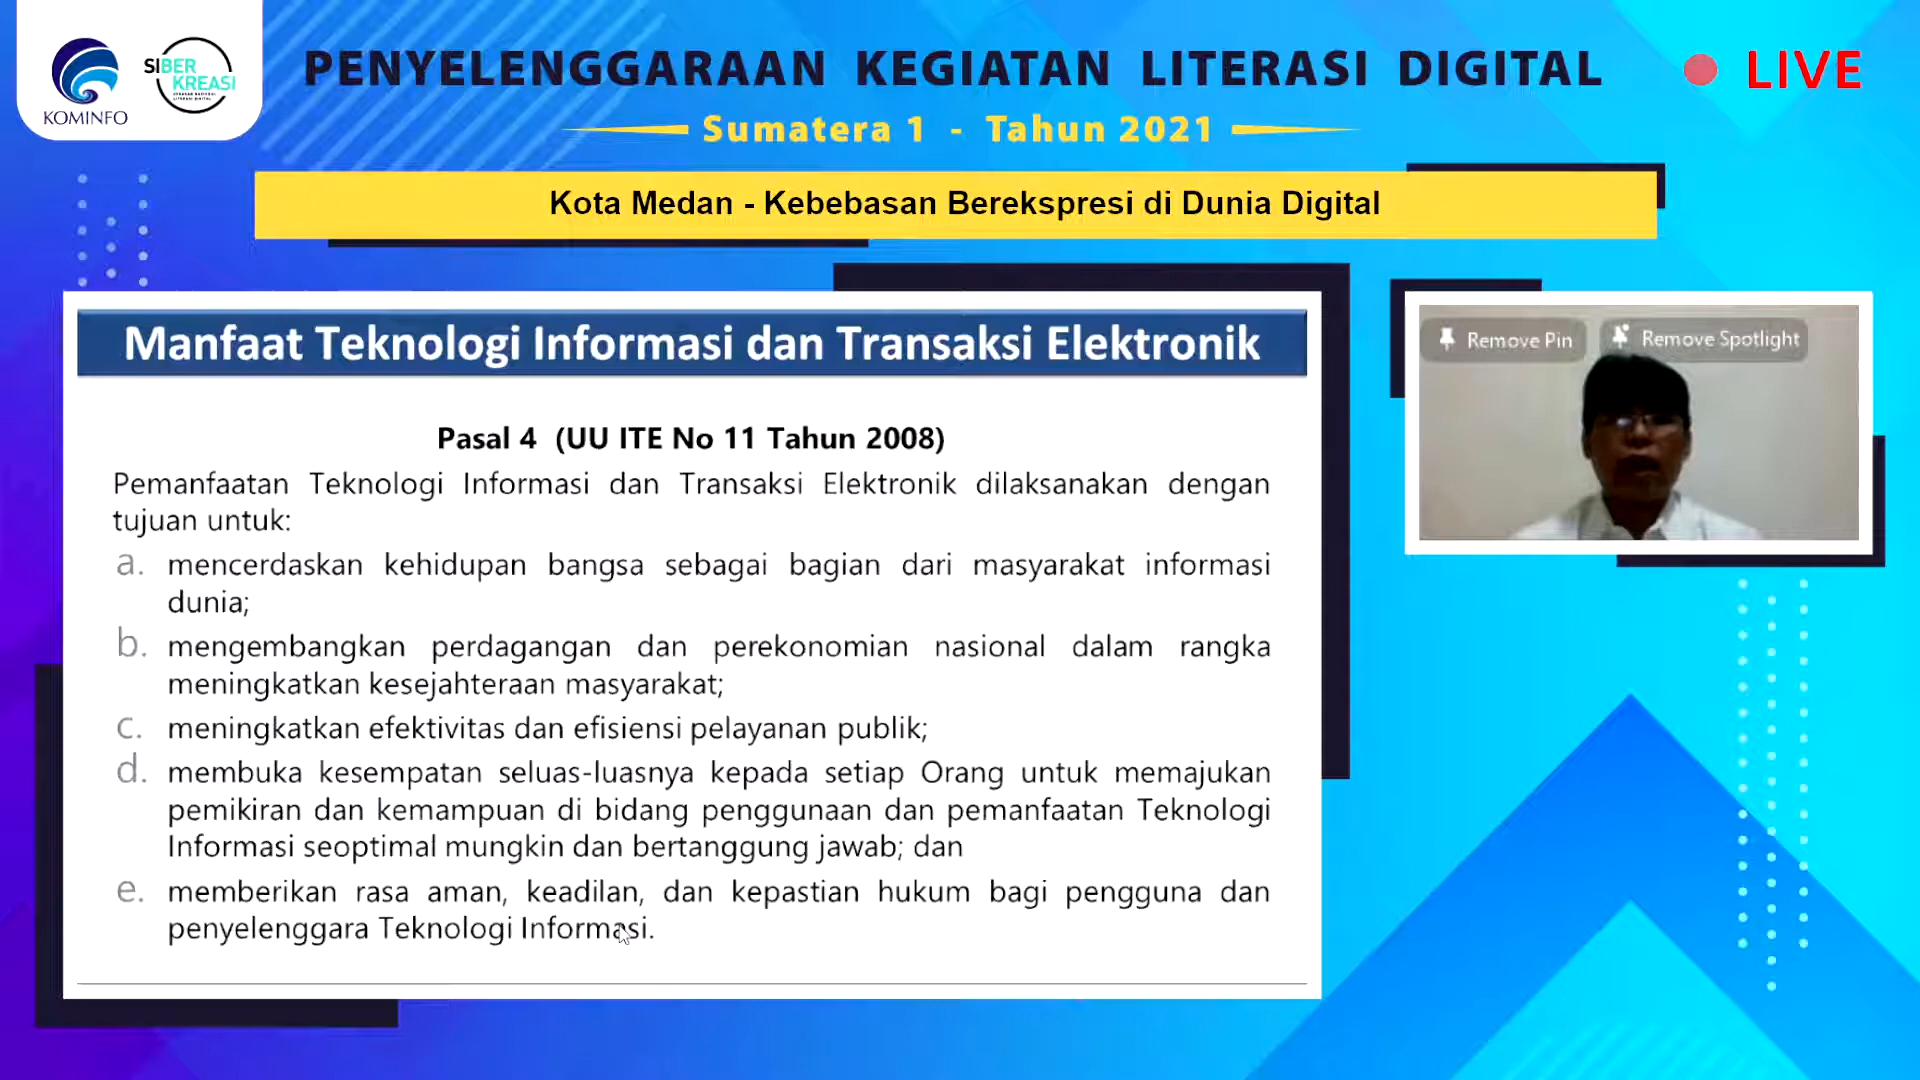 KOMINFO
SIBER
KREASI
PENYELENGGARAAN KEGIATAN LITERASI DIGITAL
LIVE
Sumatera 1 - Tahun 2021
Kota Medan - Kebebasan Berekspresi di Dunia Digital
Manfaat Teknologi Informasi dan Transaksi Elektronik
Remove Pin
Remove Spotlight
Pasal 4 (UU ITE No 11 Tahun 2008)
Pemanfaatan Teknologi Informasi dan Transaksi Elektronik dilaksanakan dengan
tujuan untuk:
a. mencerdaskan kehidupan bangsa sebagai bagian dari masyarakat informasi
dunia;
b. mengembangkan perdagangan dan perekonomian nasional dalam rangka
meningkatkan kesejahteraan masyarakat;
c. meningkatkan efektivitas dan efisiensi pelayanan publik;
d. membuka kesempatan seluas-luasnya kepada setiap Orang untuk memajukan
pemikiran dan kemampuan di bidang penggunaan dan pemanfaatan Teknologi
Informasi seoptimal mungkin dan bertanggung jawab; dan
e. memberikan rasa aman, keadilan, dan kepastian hukum bagi pengguna dan
penyelenggara Teknologi Informasi.